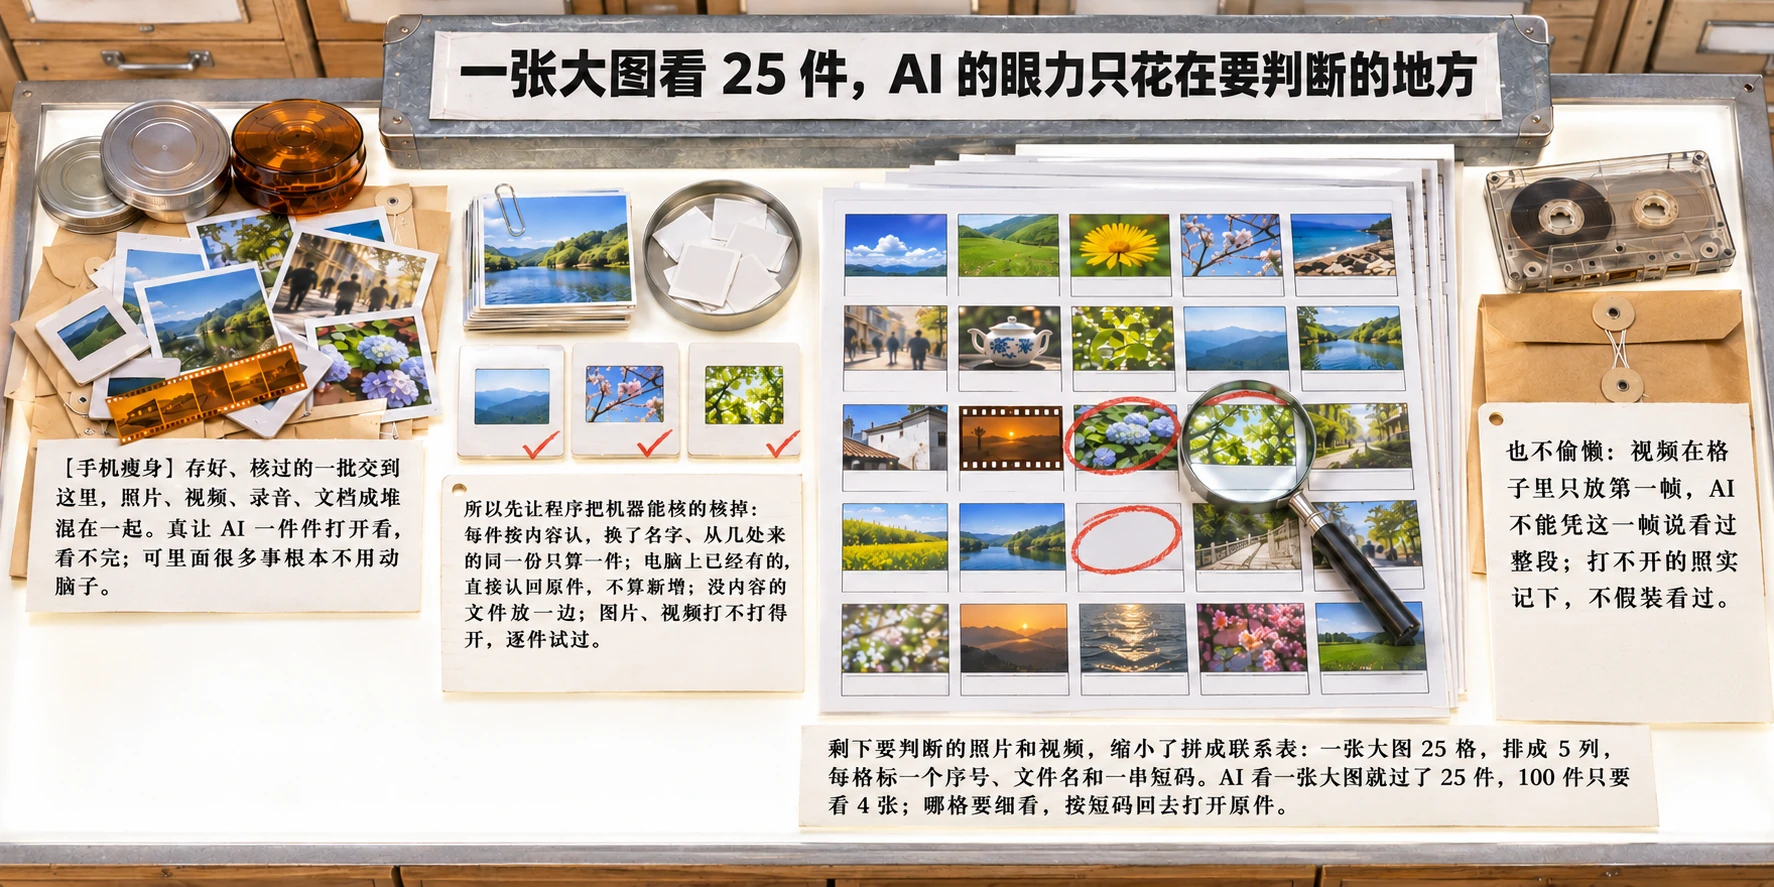 一张大图看 25 件，AI 的眼力只花在要判断的地方
【手机瘦身】存好、核过的一批交到
这里，照片、视频、录音、文档成堆
混在一起。真让 AI 一件件打开看，
看不完；可里面很多事根本不用动
脑子。
所以先让程序把机器能核的核掉：
每件按内容认，换了名字、从几处来
的同一份只算一件；电脑上已经有的，
直接认回原件，不算新增；没内容的
文件放一边；图片、视频打不打得
开，逐件试过。
剩下要判断的照片和视频，缩小了拼成联系表：一张大图 25 格，排成 5 列，
每格标一个序号、文件名和一串短码。AI 看一张大图就过了 25 件，100 件只要
看 4 张；哪格要细看，按短码回去打开原件。
也不偷懒：视频在格
子里只放第一帧，AI
不能凭这一帧说看过
整段；打不开的照实
记下，不假装看过。